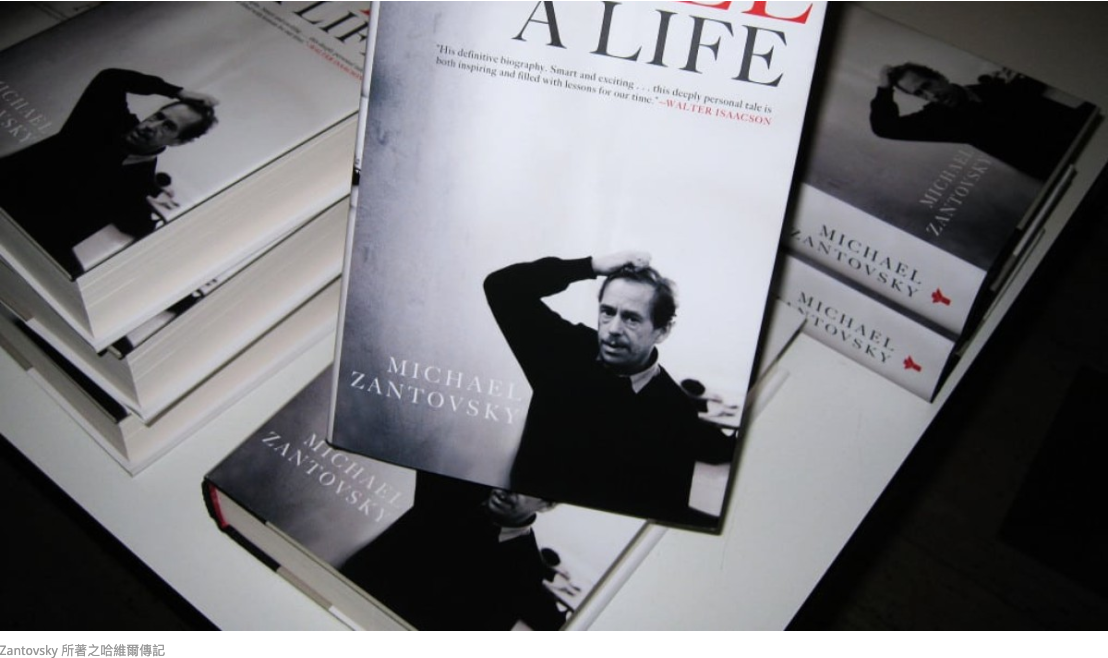 A LIFE
"His definitive biography. Smart and exciting . . . this deeply personal tale is
both inspiring and filled with lessons for our time."—WALTER ISAACSON
MICHAEL
ZANTOVSKY
MICHAEL
ZANTOVSKY
MICHAEL
ZANTOVSKY
MICHAEL
ZANTOVSKY
MICHAEL
WALTER ISAACSON
Zantovsky 所著之哈維爾傳記